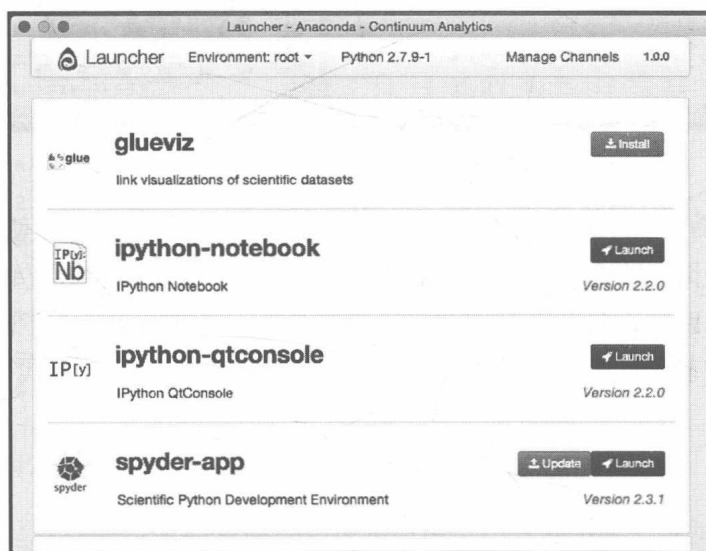 Launcher - Anaconda - Continuum Analytics
Launcher Environment: root Python 2.7.9-1 Manage Channels 1.0.0
glue glueviz Install
link visualizations of scientific datasets
IP[y]: Nb ipython-notebook Launch
IPython Notebook Version 2.2.0
IP[y] ipython-qtconsole Launch
IPython QtConsole Version 2.2.0
spyder spyder-app Update Launch
Scientific Python Development Environment Version 2.3.1